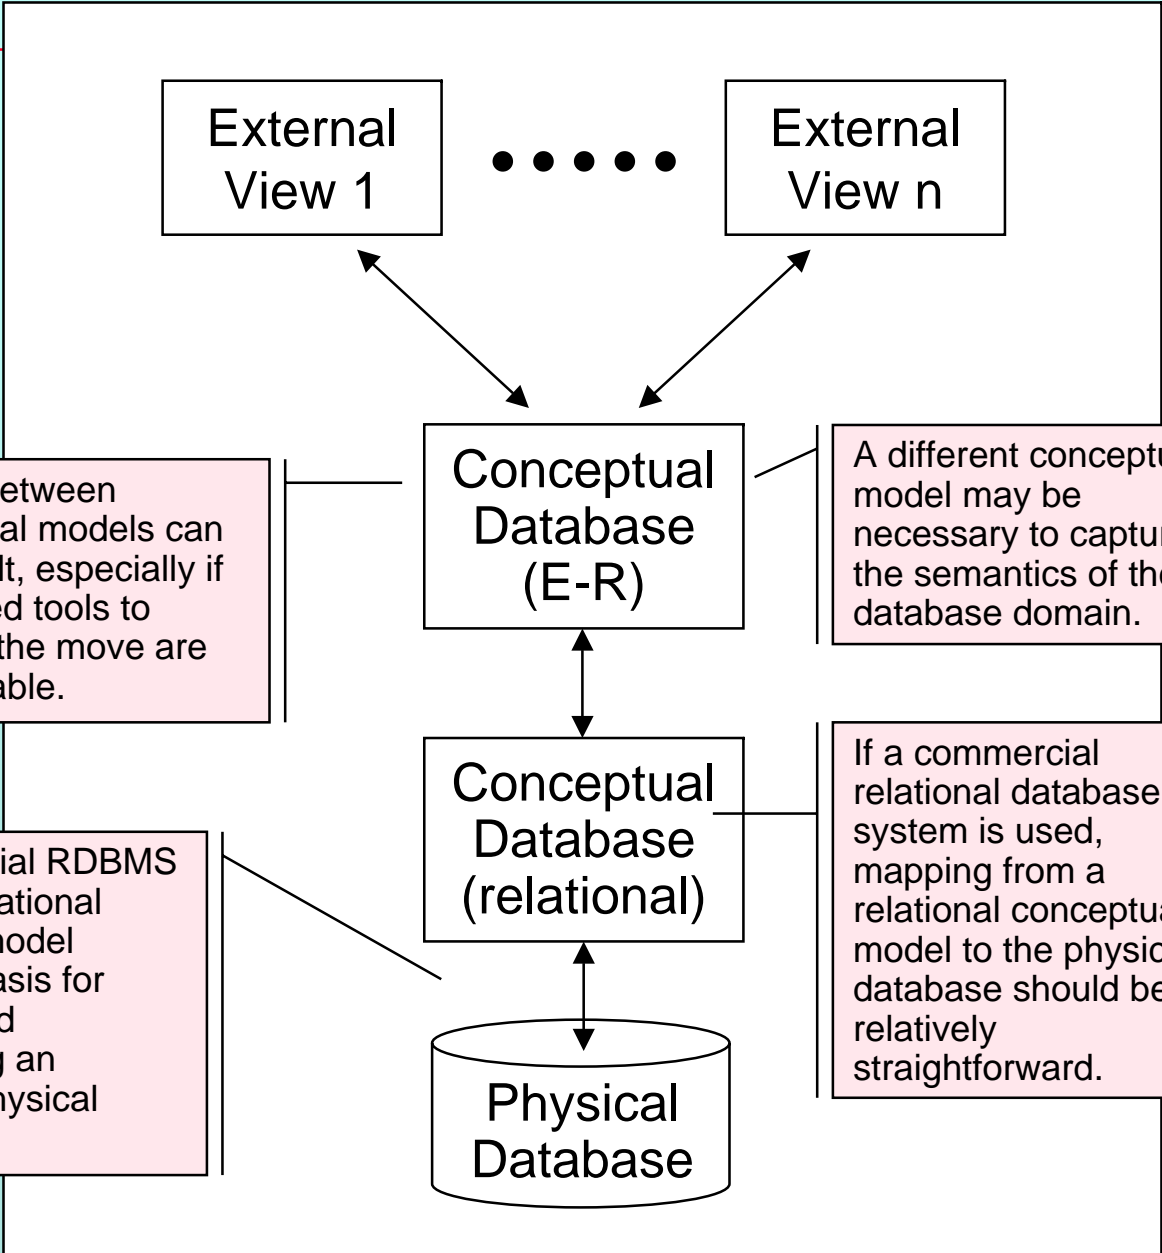 External
View 1
External
View n
Conceptual
Database
(E-R)
etween
al models can
lt, especially if
ed tools to
the move are
able.
A different conceptu
model may be
necessary to captur
the semantics of the
database domain.
Conceptual
Database
(relational)
If a commercial
relational database
system is used,
mapping from a
relational conceptua
model to the physic
database should be
relatively
straightforward.
ial RDBMS
ational
model
asis for
d
g an
hysical
Physical
Database